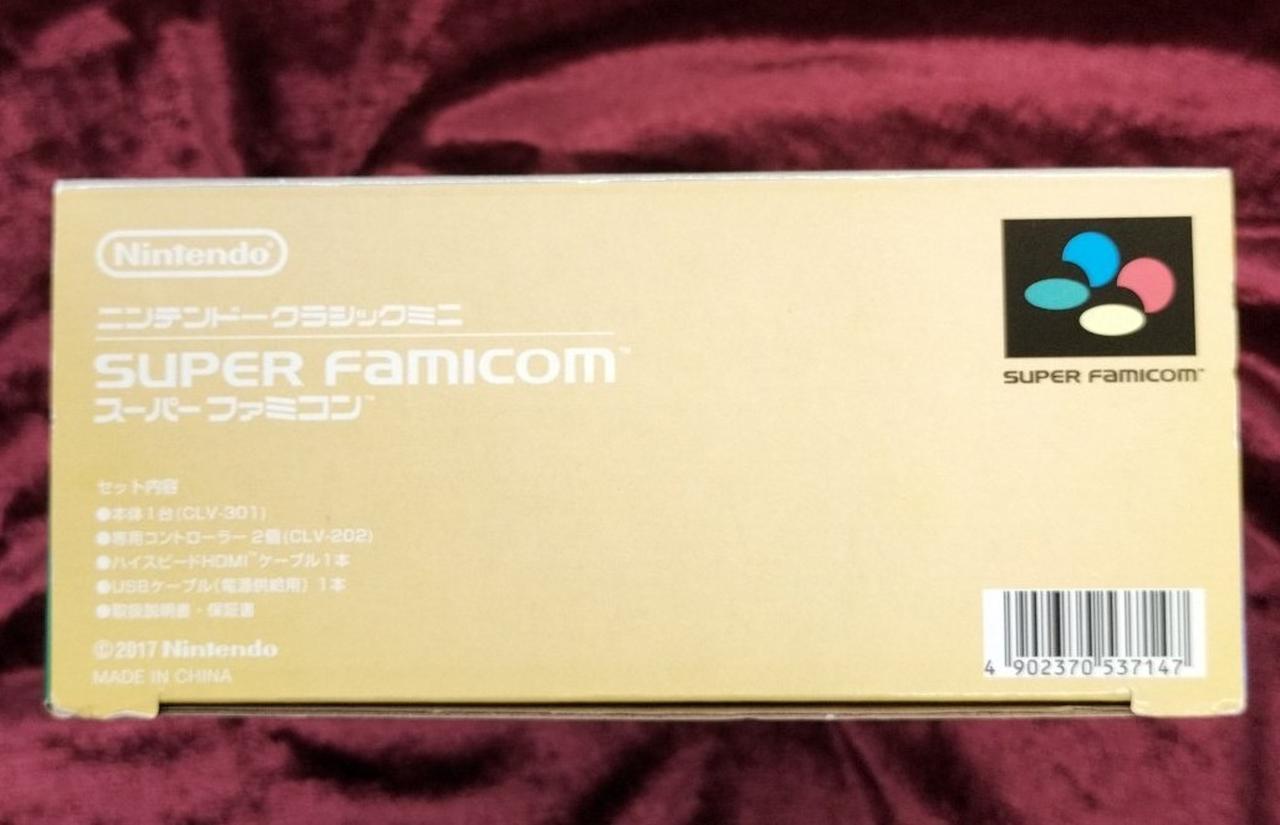 Nintendo®
ニンテンドークラシックミニ
SUPER FAMICOM™
スーパーファミコン™
SUPER FAMICOM™
セット内容
●本体1台(CLV-301)
●専用コントローラー 2個(CLV-202)
●ハイスピードHDMI™ケーブル1本
●USBケーブル(電源供給用) 1本
●取扱説明書・保証書
©2017 Nintendo
MADE IN CHINA
4 902370 537147